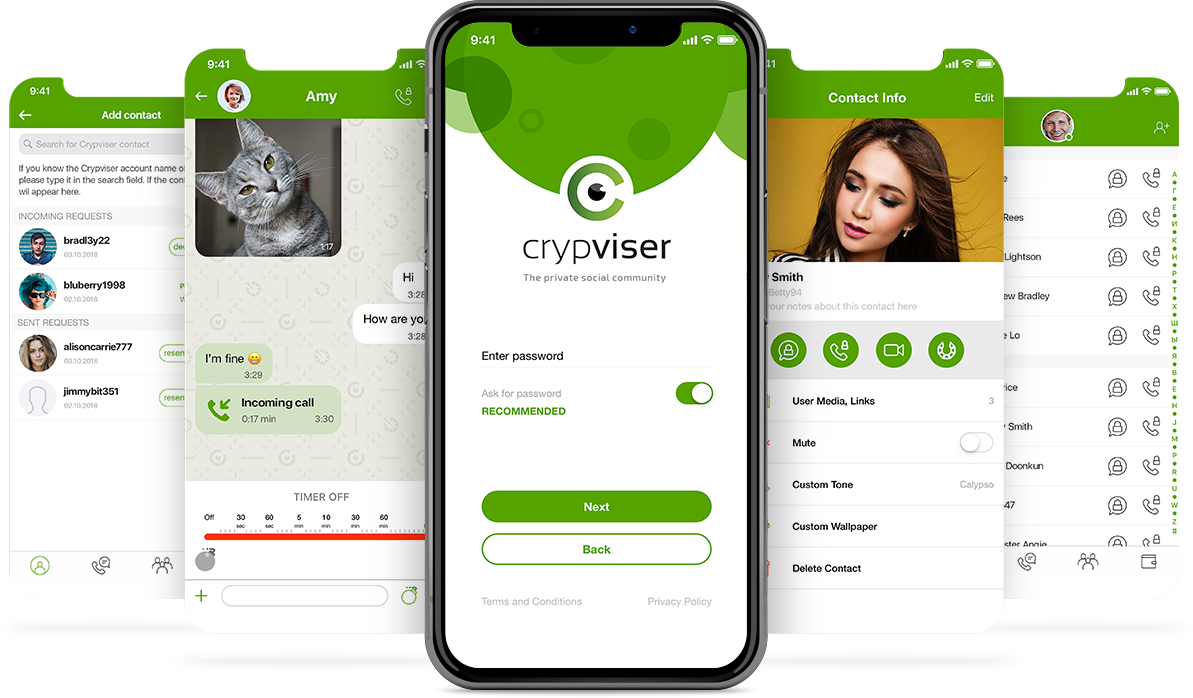 9:41
Add contact
Search for Crypviser contact
If you know the Crypviser account name o
please type it in the search field. If the con
wil appear here.
INCOMING REQUESTS
bradl3y22
03.10.2018
bluberry1998
02.10.2018
SENT REQUESTS
alisoncarrie777
03.10.2018
resen
jimmybit351
02.10.2018
resen
9:41
Amy
1:17
Hi
3:28
How are yo
3:28
I'm fine 😀
3:29
Incoming call
0:17 min
3:30
TIMER OFF
Off 30 60 5 10 30 60
sec sec min min min min
9:41
crypviser
The private social community
Enter password
Ask for password
RECOMMENDED
Next
Back
Terms and Conditions
Privacy Policy
41
Contact Info
Edit
Smith
Betty94
our notes about this contact here
User Media, Links
3
Mute
Custom Tone
Calypso
Custom Wallpaper
Delete Contact
Rees
Lightson
ew Bradley
e Lo
rice
Smith
Doonkun
47
ster Angie